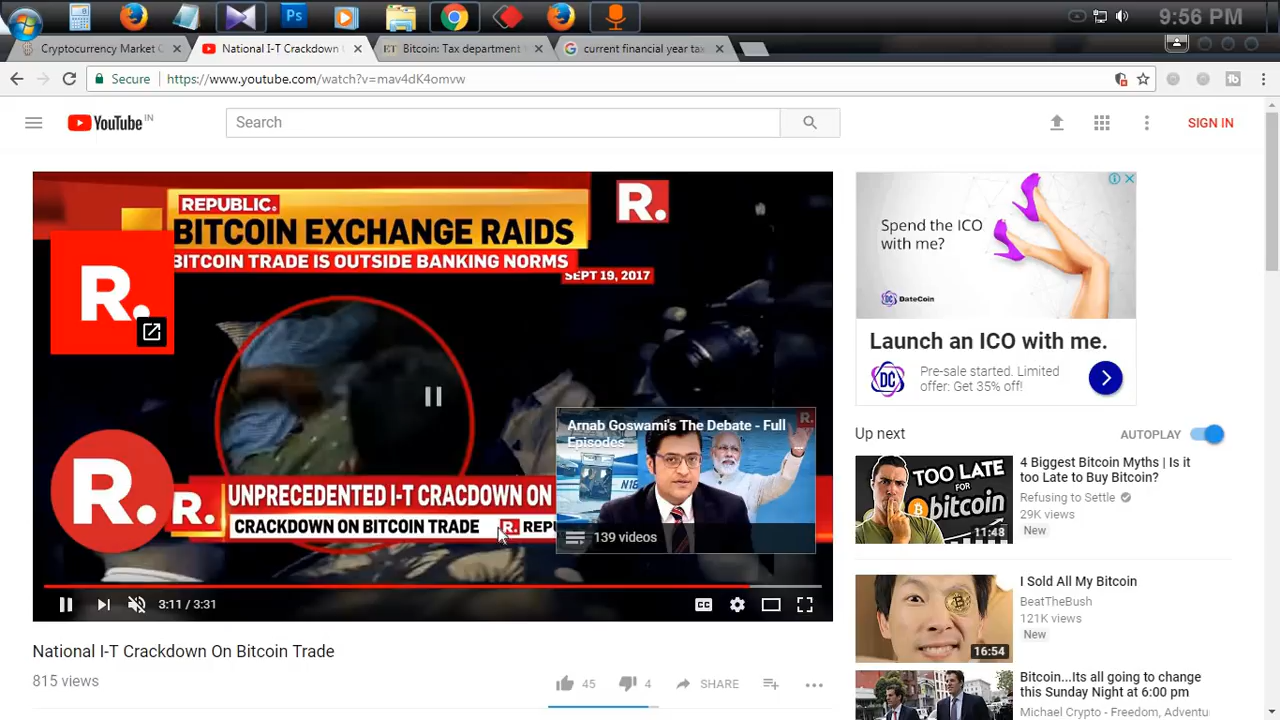 9:56 PM
Cryptocurrency Market C
National I-T Crackdown
Bitcoin: Tax department
current financial year tax
Secure
https://www.youtube.com/watch?v=mav4dK4omvw
YouTube IN
Search
SIGN IN
REPUBLIC.
BITCOIN EXCHANGE RAIDS
BITCOIN TRADE IS OUTSIDE BANKING NORMS
SEPT 19, 2017
R.
R.
R.
R.
UNPRECEDENTED I-T CRACDOWN ON
CRACKDOWN ON BITCOIN TRADE
R. REPU
Arnab Goswami's The Debate - Full
Episodes
139 videos
3:11 / 3:31
CC
National I-T Crackdown On Bitcoin Trade
815 views
45
4
SHARE
Spend the ICO
with me?
DateCoin
Launch an ICO with me.
DC
Pre-sale started. Limited
offer: Get 35% off!
Up next
AUTOPLAY
TOO LATE
FOR
bitcoin
11:48
4 Biggest Bitcoin Myths | Is it
too Late to Buy Bitcoin?
Refusing to Settle
29K views
New
16:54
I Sold All My Bitcoin
BeatTheBush
121K views
New
Bitcoin...Its all going to change
this Sunday Night at 6:00 pm
Michael Crypto - Freedom, Adventu